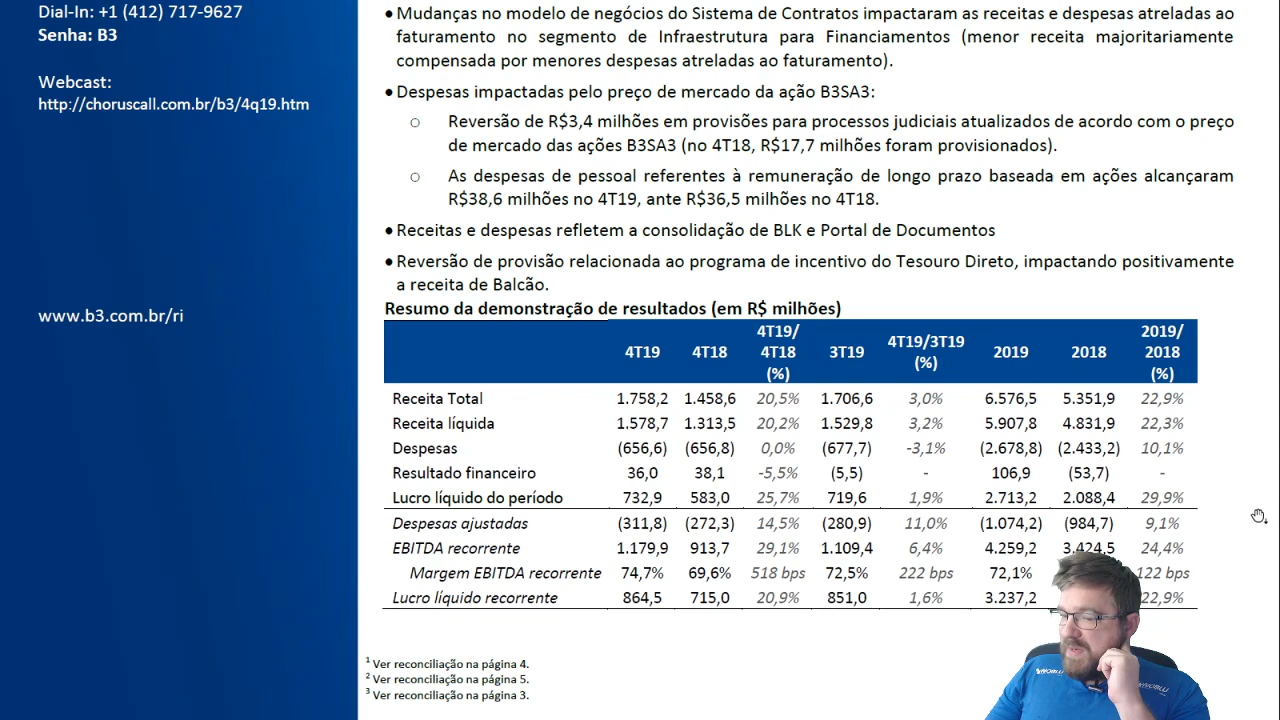 Dial-In: +1 (412) 717-9627
Senha: B3
Webcast:
http://choruscall.com.br/b3/4q19.htm
www.b3.com.br/ri
• Mudanças no modelo de negócios do Sistema de Contratos impactaram as receitas e despesas atreladas ao
faturamento no segmento de Infraestrutura para Financiamentos (menor receita majoritariamente
compensada por menores despesas atreladas ao faturamento).
• Despesas impactadas pelo preço de mercado da ação B3SA3:
○ Reversão de R$3,4 milhões em provisões para processos judiciais atualizados de acordo com o preço
de mercado das ações B3SA3 (no 4T18, R$17,7 milhões foram provisionados).
○ As despesas de pessoal referentes à remuneração de longo prazo baseada em ações alcançaram
R$38,6 milhões no 4T19, ante R$36,5 milhões no 4T18.
• Receitas e despesas refletem a consolidação de BLK e Portal de Documentos
• Reversão de provisão relacionada ao programa de incentivo do Tesouro Direto, impactando positivamente
a receita de Balcão.
Resumo da demonstração de resultados (em R$ milhões)
4T19 4T18 4T19/ 4T18 (%) 3T19 4T19/3T19 (%) 2019 2018 2019/ 2018 (%)
Receita Total 1.758,2 1.458,6 20,5% 1.706,6 3,0% 6.576,5 5.351,9 22,9%
Receita líquida 1.578,7 1.313,5 20,2% 1.529,8 3,2% 5.907,8 4.831,9 22,3%
Despesas (656,6) (656,8) 0,0% (677,7) -3,1% (2.678,8) (2.433,2) 10,1%
Resultado financeiro 36,0 38,1 -5,5% (5,5) - 106,9 (53,7) -
Lucro líquido do período 732,9 583,0 25,7% 719,6 1,9% 2.713,2 2.088,4 29,9%
Despesas ajustadas (311,8) (272,3) 14,5% (280,9) 11,0% (1.074,2) (984,7) 9,1%
EBITDA recorrente 1.179,9 913,7 29,1% 1.109,4 6,4% 4.259,2 3.424,5 24,4%
Margem EBITDA recorrente 74,7% 69,6% 518 bps 72,5% 222 bps 72,1% 122 bps
Lucro líquido recorrente 864,5 715,0 20,9% 851,0 1,6% 3.237,2 22,9%
1 Ver reconciliação na página 4.
2 Ver reconciliação na página 5.
3 Ver reconciliação na página 3.